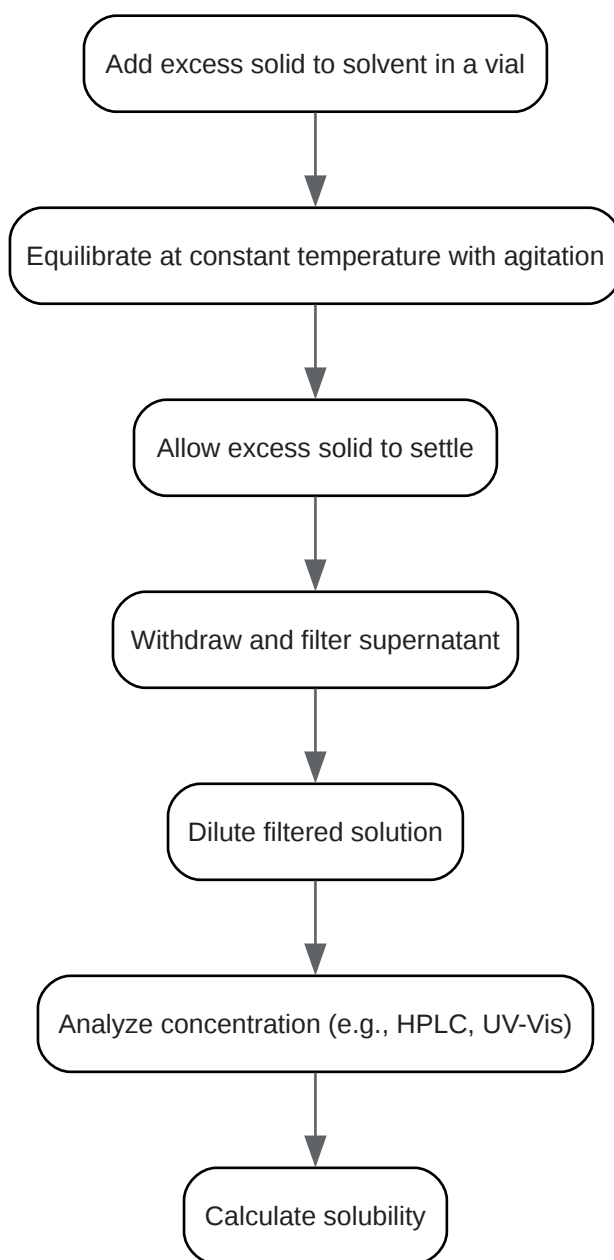 Add excess solid to solvent in a vial
Equilibrate at constant temperature with agitation
Allow excess solid to settle
Withdraw and filter supernatant
Dilute filtered solution
Analyze concentration (e.g., HPLC, UV-Vis)
Calculate solubility